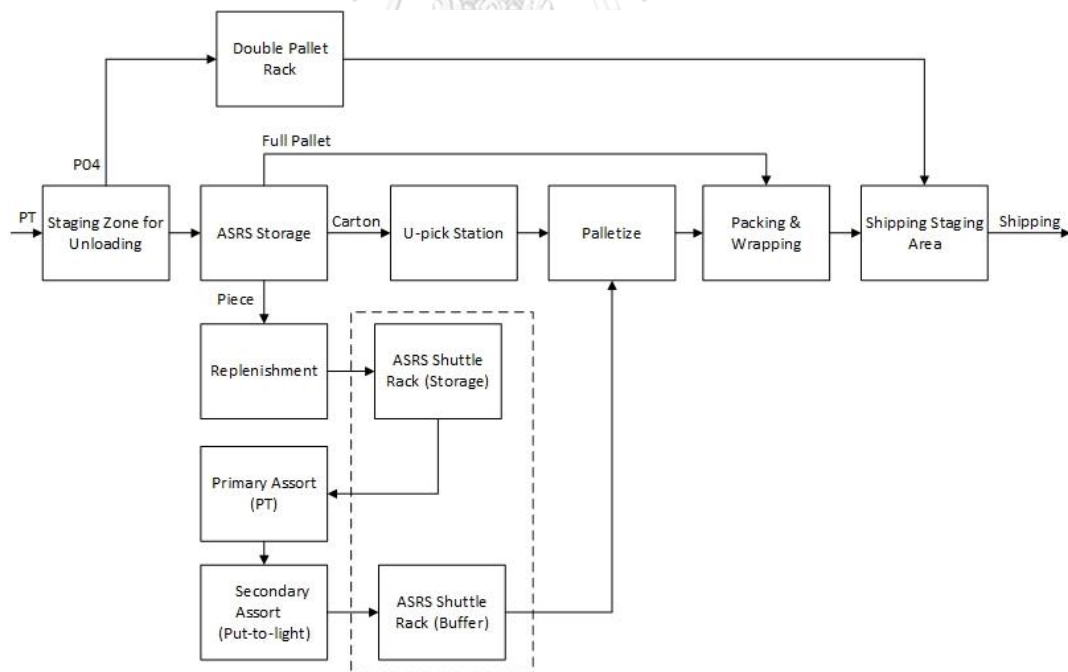 Double Pallet
Rack
Full Pallet
P04
PT
Staging Zone for
Unloading
ASRS Storage
Carton
U-pick Station
Palletize
Packing &
Wrapping
Shipping Staging
Area
Shipping
Piece
Replenishment
ASRS Shuttle
Rack (Storage)
Primary Assort
(PT)
Secondary
Assort
(Put-to-light)
ASRS Shuttle
Rack (Buffer)